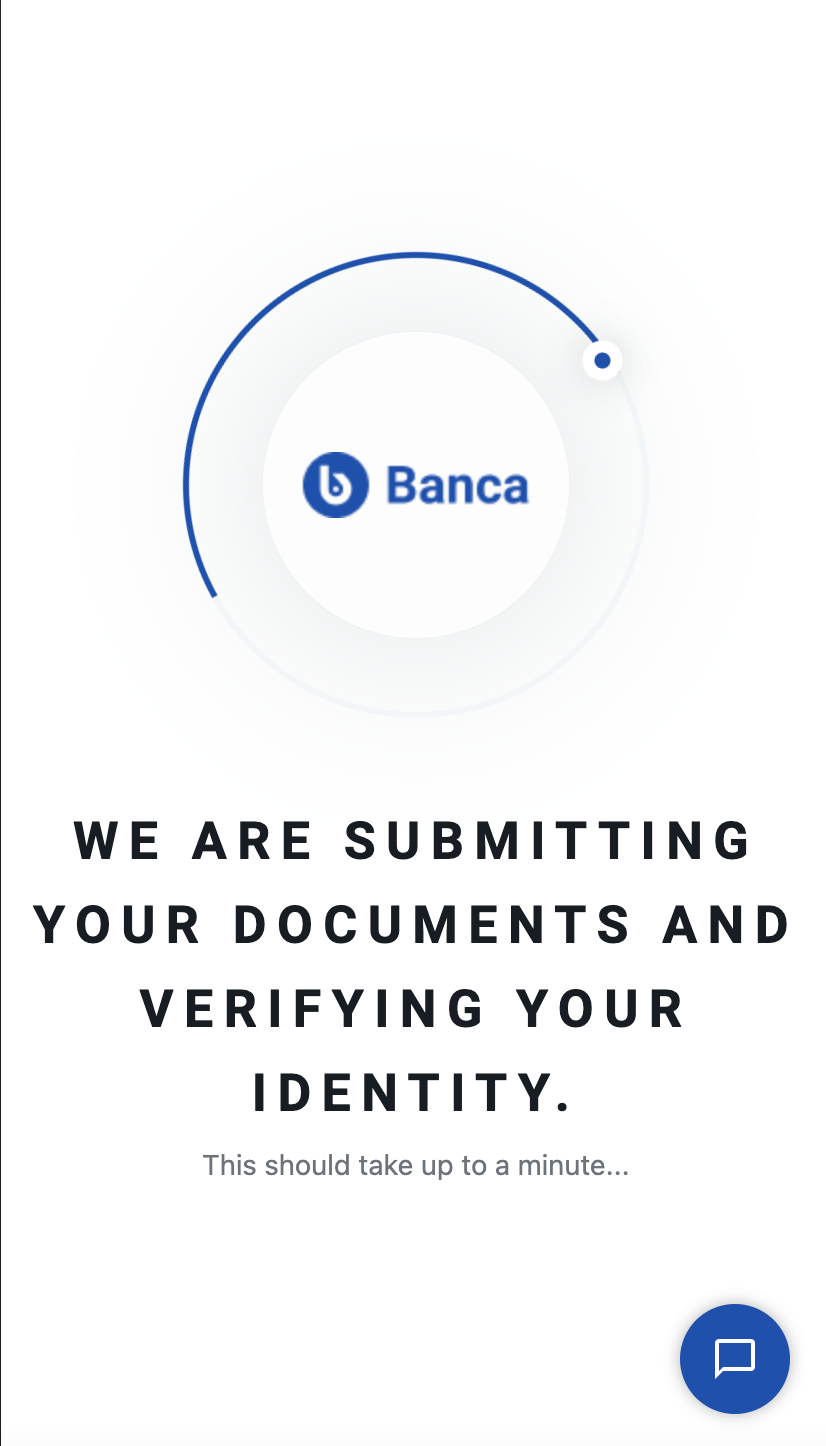 Banca
WE ARE SUBMITTING
YOUR DOCUMENTS AND
VERIFYING YOUR
IDENTITY.
This should take up to a minute...